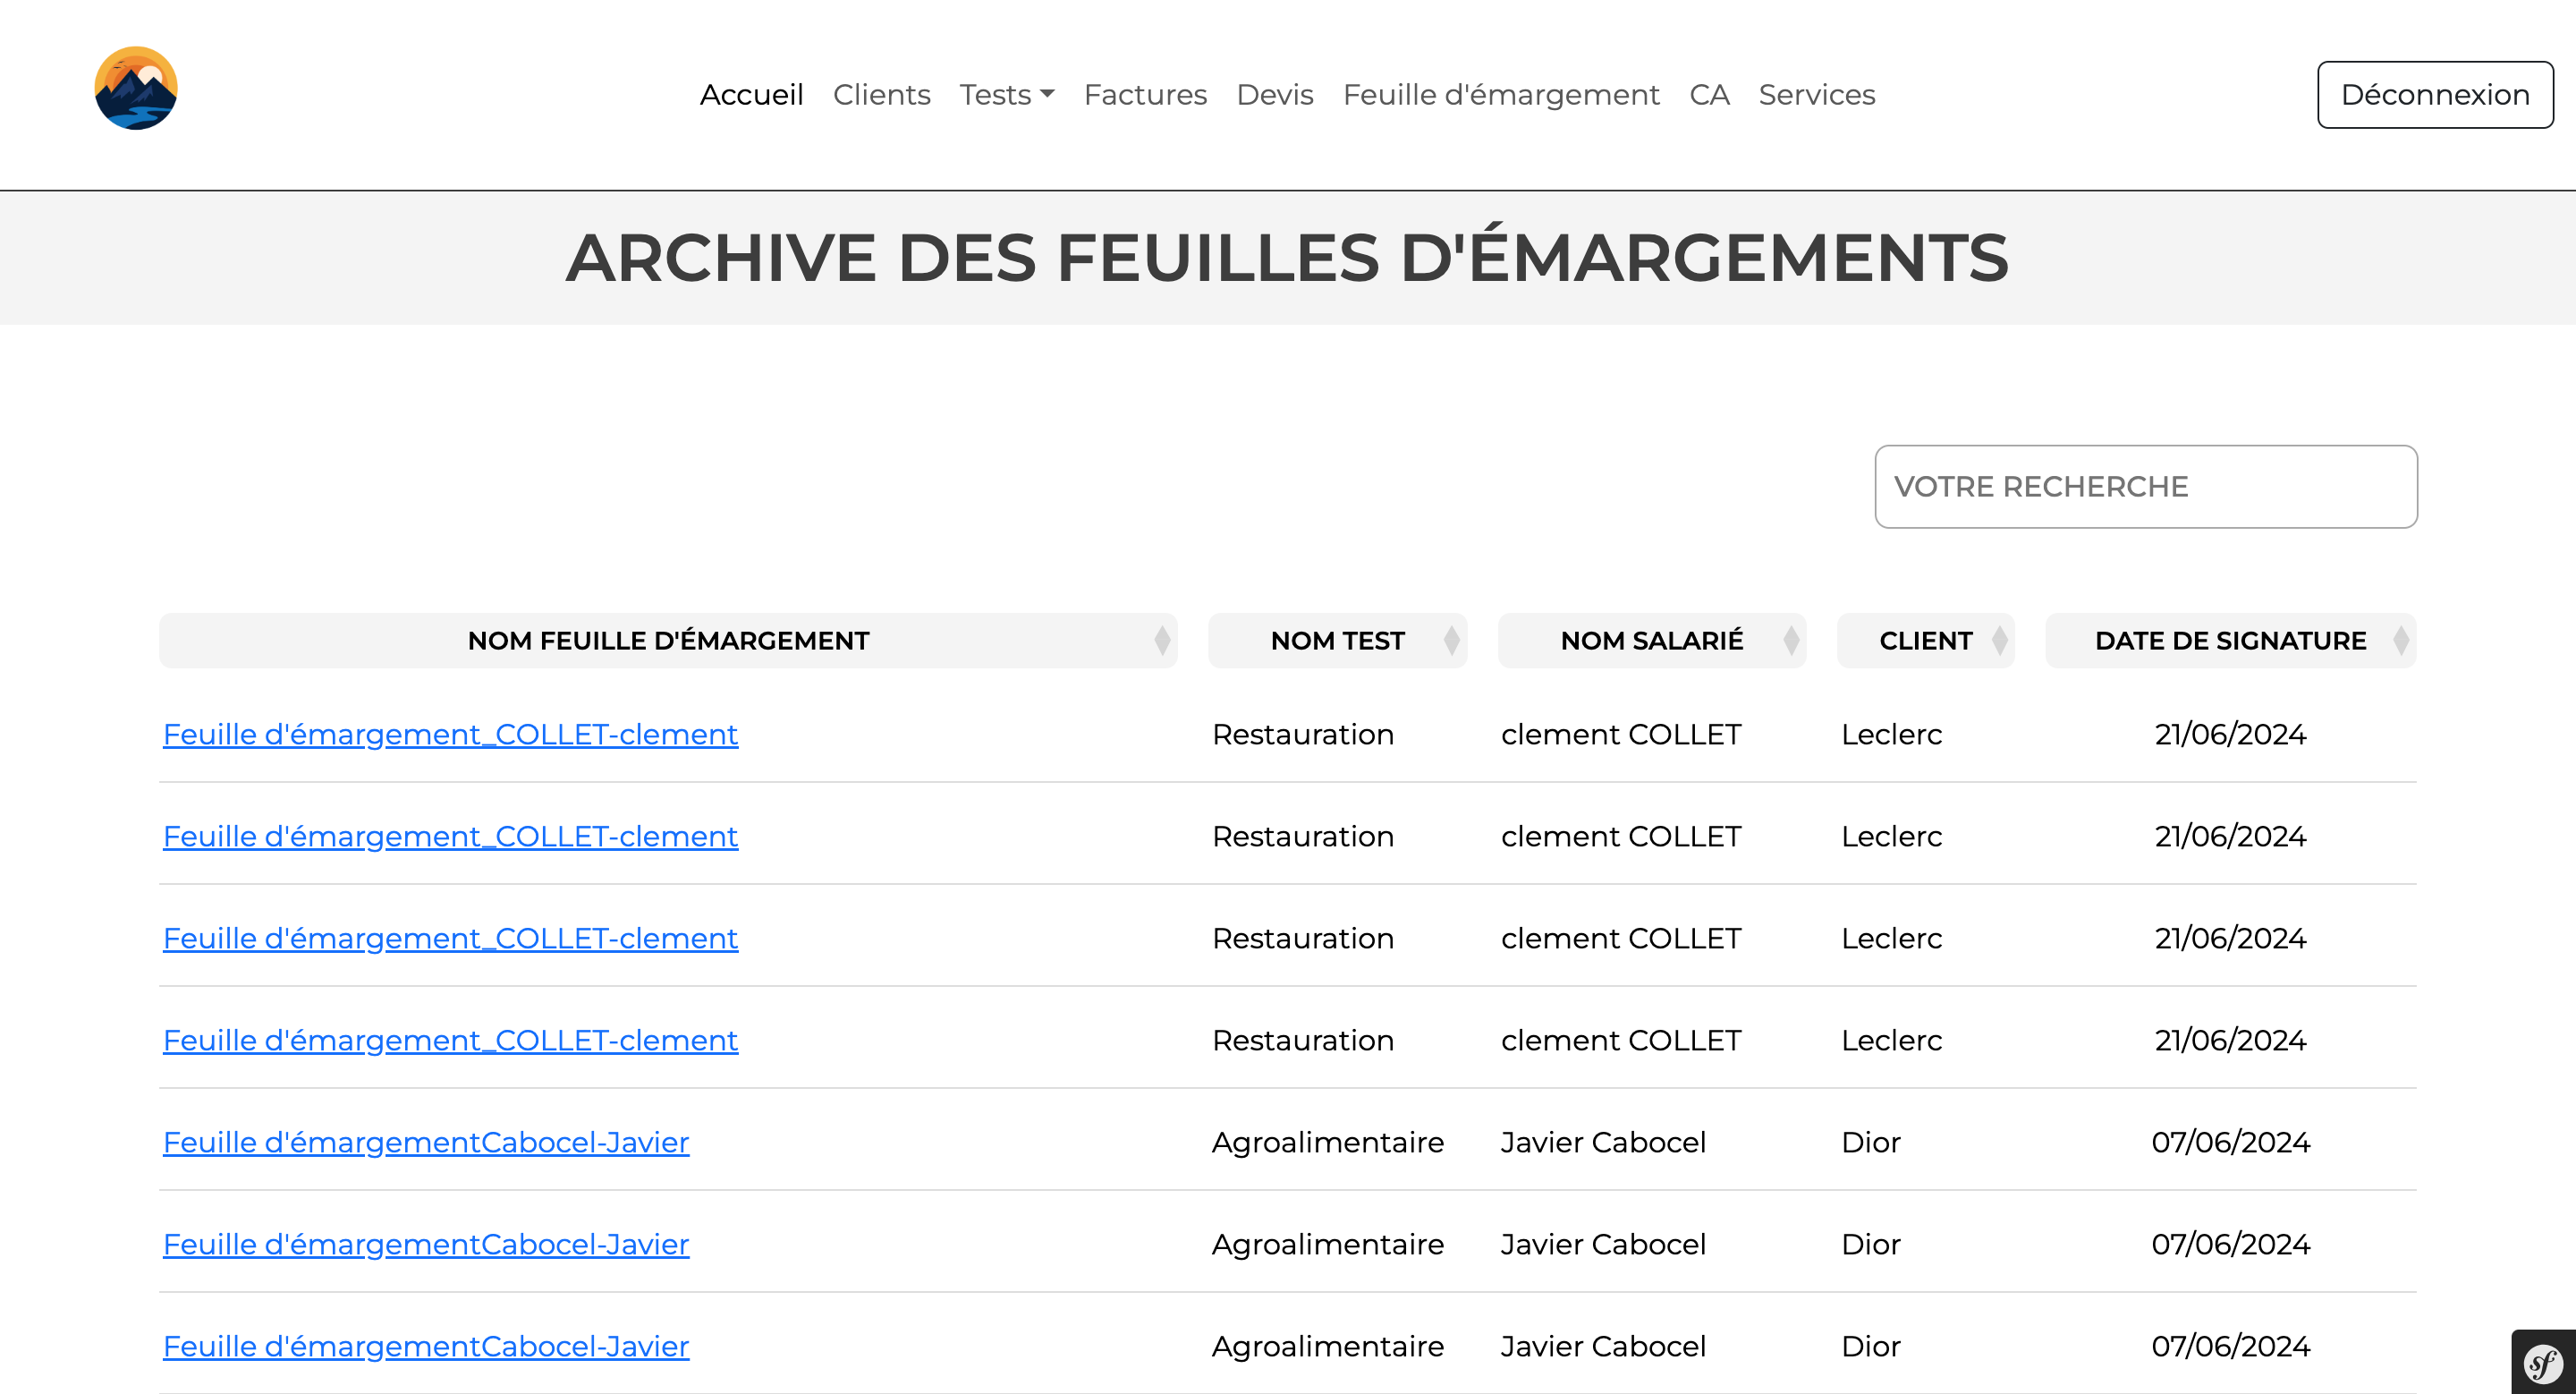 Accueil Clients Tests Factures Devis Feuille d'émargement CA Services Déconnexion
ARCHIVE DES FEUILLES D'ÉMARGEMENTS
VOTRE RECHERCHE
NOM FEUILLE D'ÉMARGEMENT NOM TEST NOM SALARIÉ CLIENT DATE DE SIGNATURE
Feuille d'émargement_COLLET-clement Restauration clement COLLET Leclerc 21/06/2024
Feuille d'émargement_COLLET-clement Restauration clement COLLET Leclerc 21/06/2024
Feuille d'émargement_COLLET-clement Restauration clement COLLET Leclerc 21/06/2024
Feuille d'émargement_COLLET-clement Restauration clement COLLET Leclerc 21/06/2024
Feuille d'émargementCabocel-Javier Agroalimentaire Javier Cabocel Dior 07/06/2024
Feuille d'émargementCabocel-Javier Agroalimentaire Javier Cabocel Dior 07/06/2024
Feuille d'émargementCabocel-Javier Agroalimentaire Javier Cabocel Dior 07/06/2024
sf